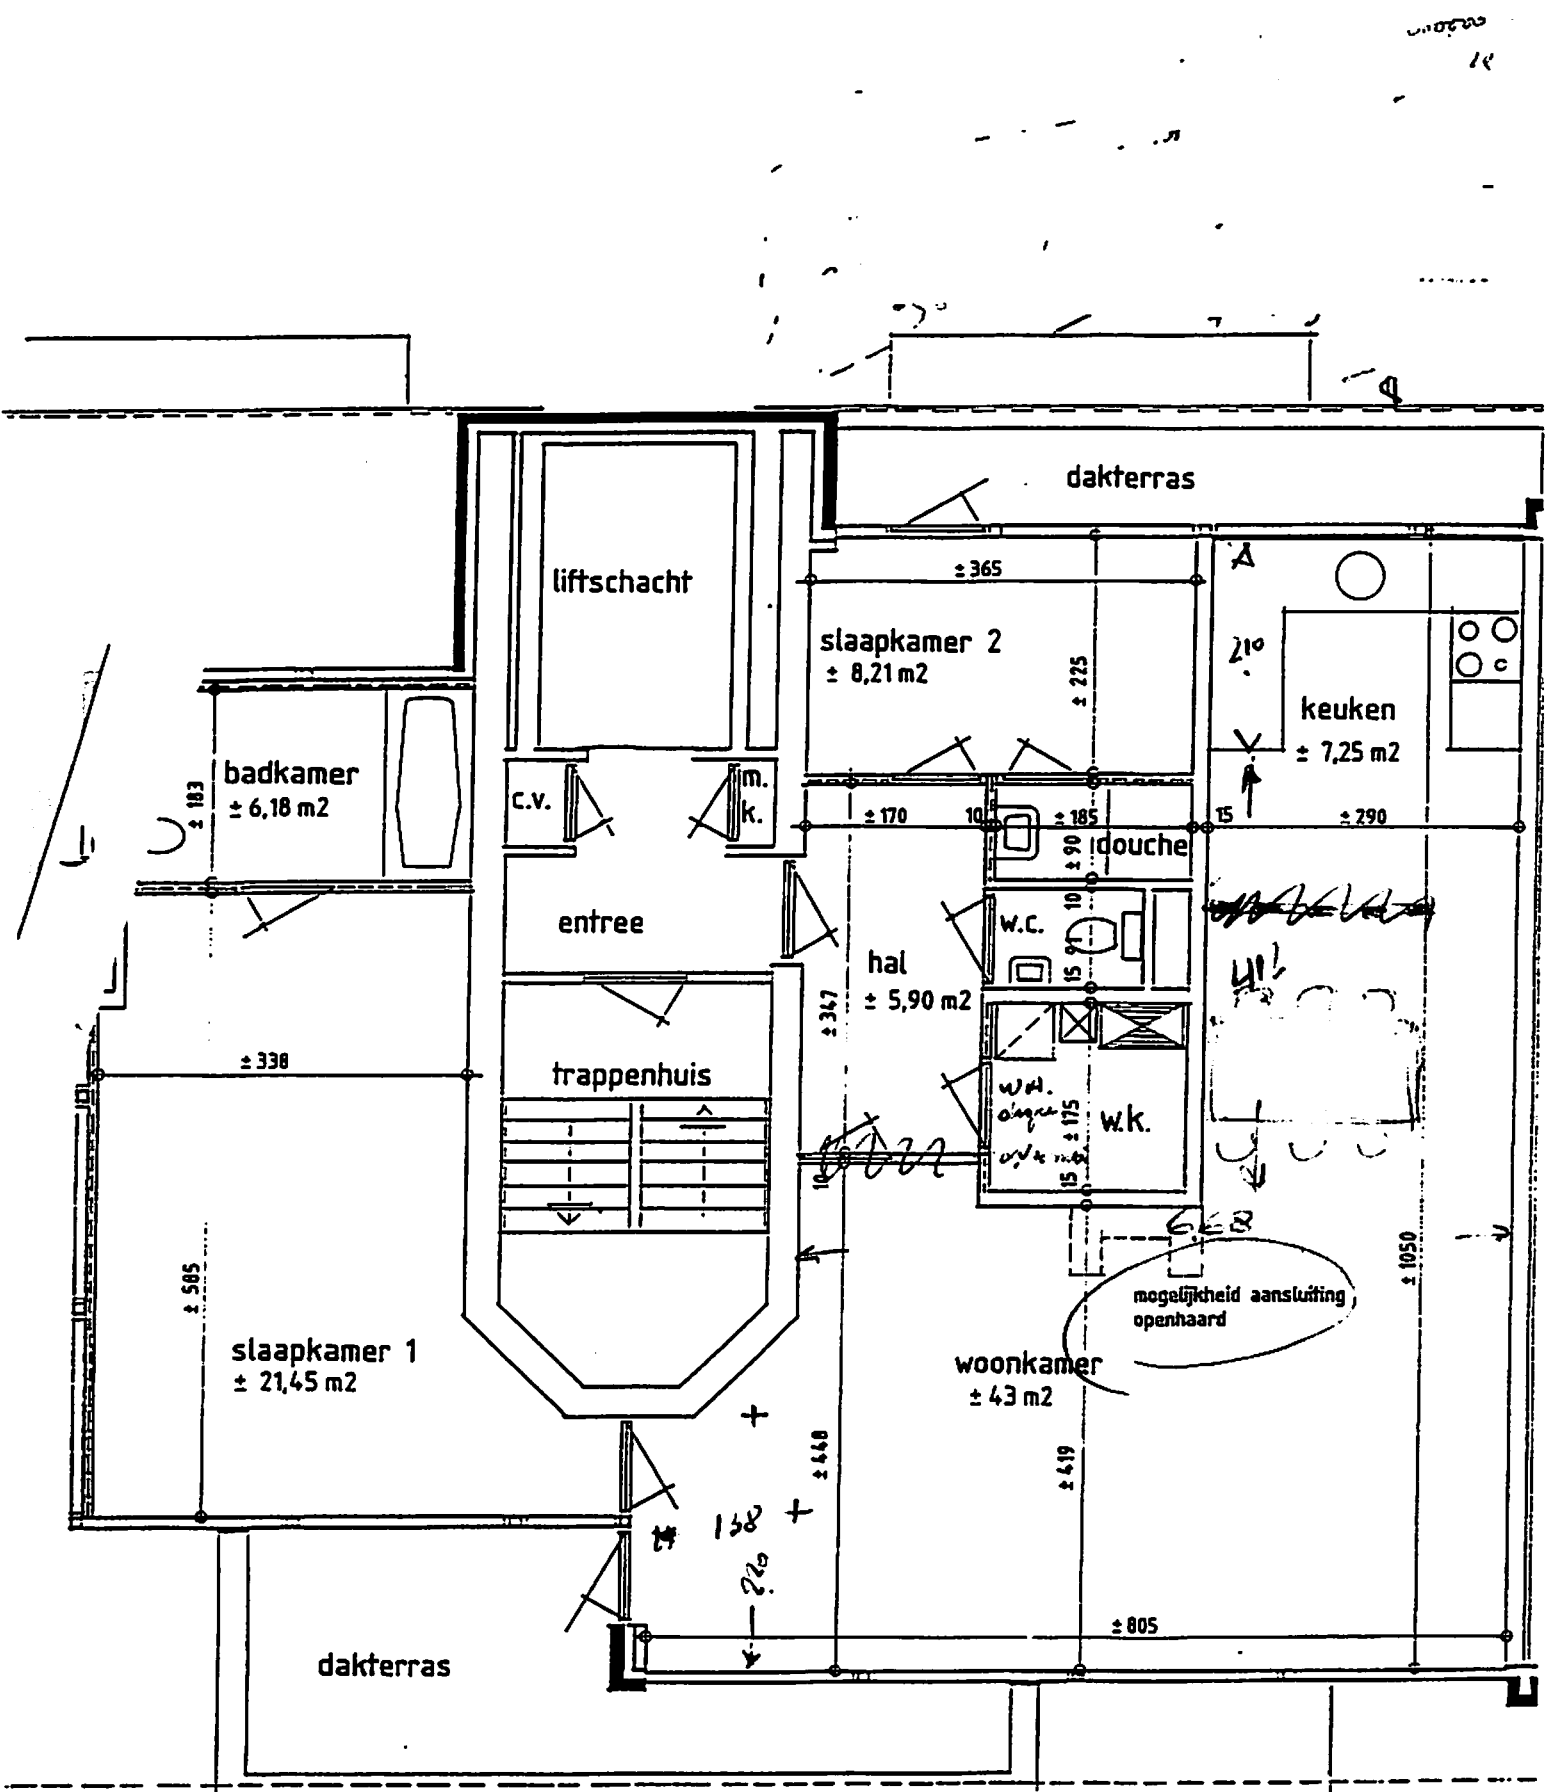 dakterras
liftschacht
± 365
slaapkamer 2
± 8,21 m2
± 225
keuken
± 7,25 m2
badkamer
± 6,18 m2
± 183
c.v.
m.
k.
± 170
10
± 185
15
± 290
± 90
douche
entree
w.c.
10
91
15
hal
± 5,90 m2
± 347
± 338
trappenhuis
± 175
w.k.
10
15
6.68
± 585
± 1050
mogelijkheid aansluiting
openhaard
slaapkamer 1
± 21,45 m2
woonkamer
± 43 m2
± 448
± 419
138
220
± 805
dakterras